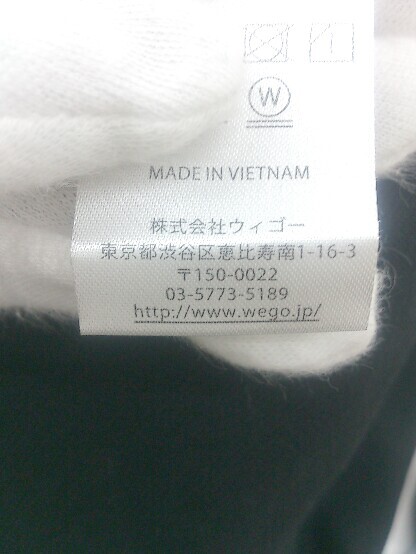 W
MADE IN VIETNAM
株式会社ウィゴー
東京都渋谷区恵比寿南1-16-3
〒150-0022
03-5773-5189
http://www.wego.jp/